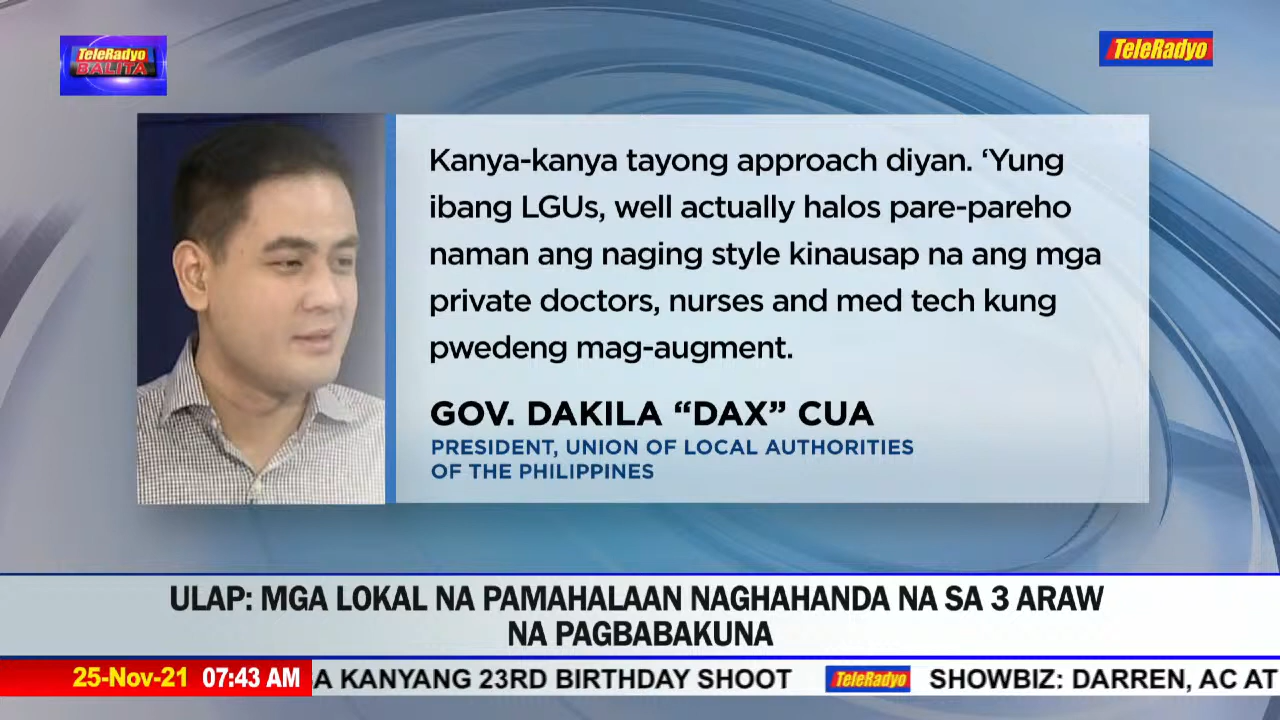 TeleRadyo
BALITA
TeleRadyo
Kanya-kanya tayong approach diyan. ‘Yung
ibang LGUs, well actually halos pare-pareho
naman ang naging style kinausap na ang mga
private doctors, nurses and med tech kung
pwedeng mag-augment.
GOV. DAKILA “DAX” CUA
PRESIDENT, UNION OF LOCAL AUTHORITIES
OF THE PHILIPPINES
ULAP: MGA LOKAL NA PAMAHALAAN NAGHAHANDA NA SA 3 ARAW
NA PAGBABAKUNA
25-Nov-21 07:43 AM A KANYANG 23RD BIRTHDAY SHOOT TeleRadyo SHOWBIZ: DARREN, AC AT